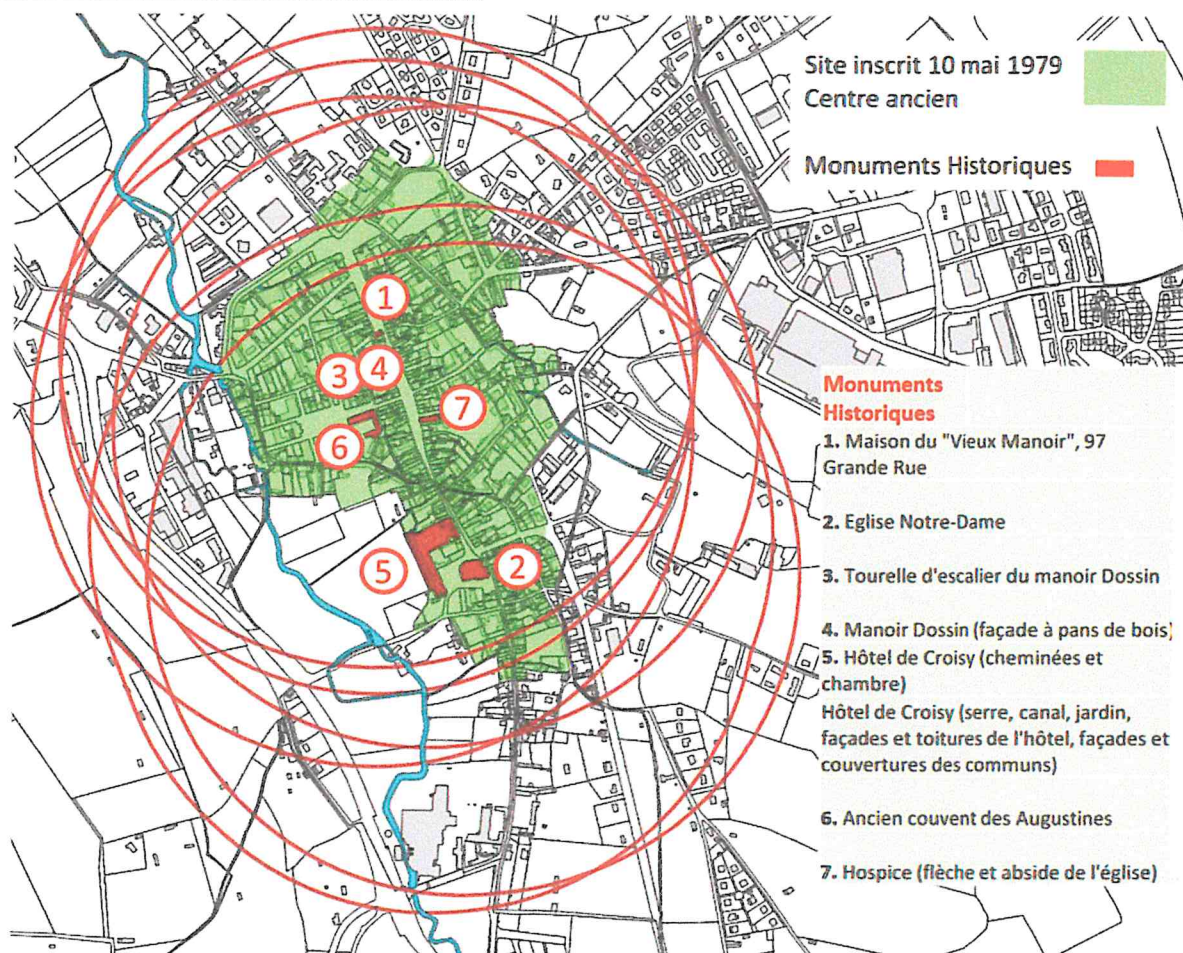 Site inscrit 10 mai 1979
Centre ancien
Monuments Historiques
1
3
4
7
6
5
2
Monuments
Historiques
1. Maison du "Vieux Manoir", 97
Grande Rue
2. Eglise Notre-Dame
3. Tourelle d'escalier du manoir Dossin
4. Manoir Dossin (façade à pans de bois)
5. Hôtel de Croisy (cheminées et
chambre)
Hôtel de Croisy (serre, canal, jardin,
façades et toitures de l'hôtel, façades et
couvertures des communs)
6. Ancien couvent des Augustines
7. Hospice (flèche et abside de l'église)